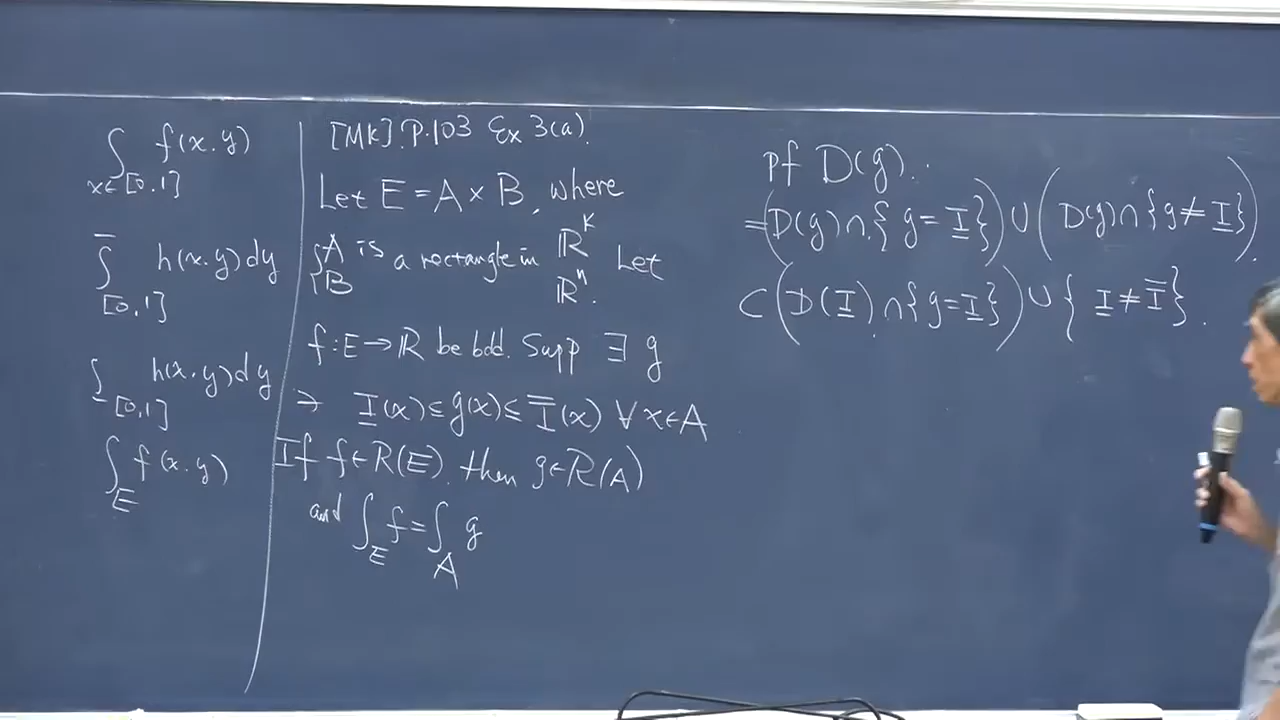 ∫_{x∈[0,1]} f(x.y)
∫̅_{[0,1]} h(x.y)dy
∫̲_{[0,1]} h(x.y)dy
∫_E f(x.y)
[MK] P.103 Ex 3(a).
Let E = A × B, where
{A B is a rectangle in ℝ^k ℝ^n. Let
f: E → ℝ be bdd. Supp ∃ g
∋ I̲(x) ≤ g(x) ≤ I̅(x) ∀ x ∈ A
If f ∈ R(E), then g ∈ R(A)
and ∫_E f = ∫_A g
pf D(g).
= (D(g) ∩ {g = I̲}) ∪ (D(g) ∩ {g ≠ I̲}).
⊂ (D(I̲) ∩ {g = I̲}) ∪ {I̲ ≠ I̅}.